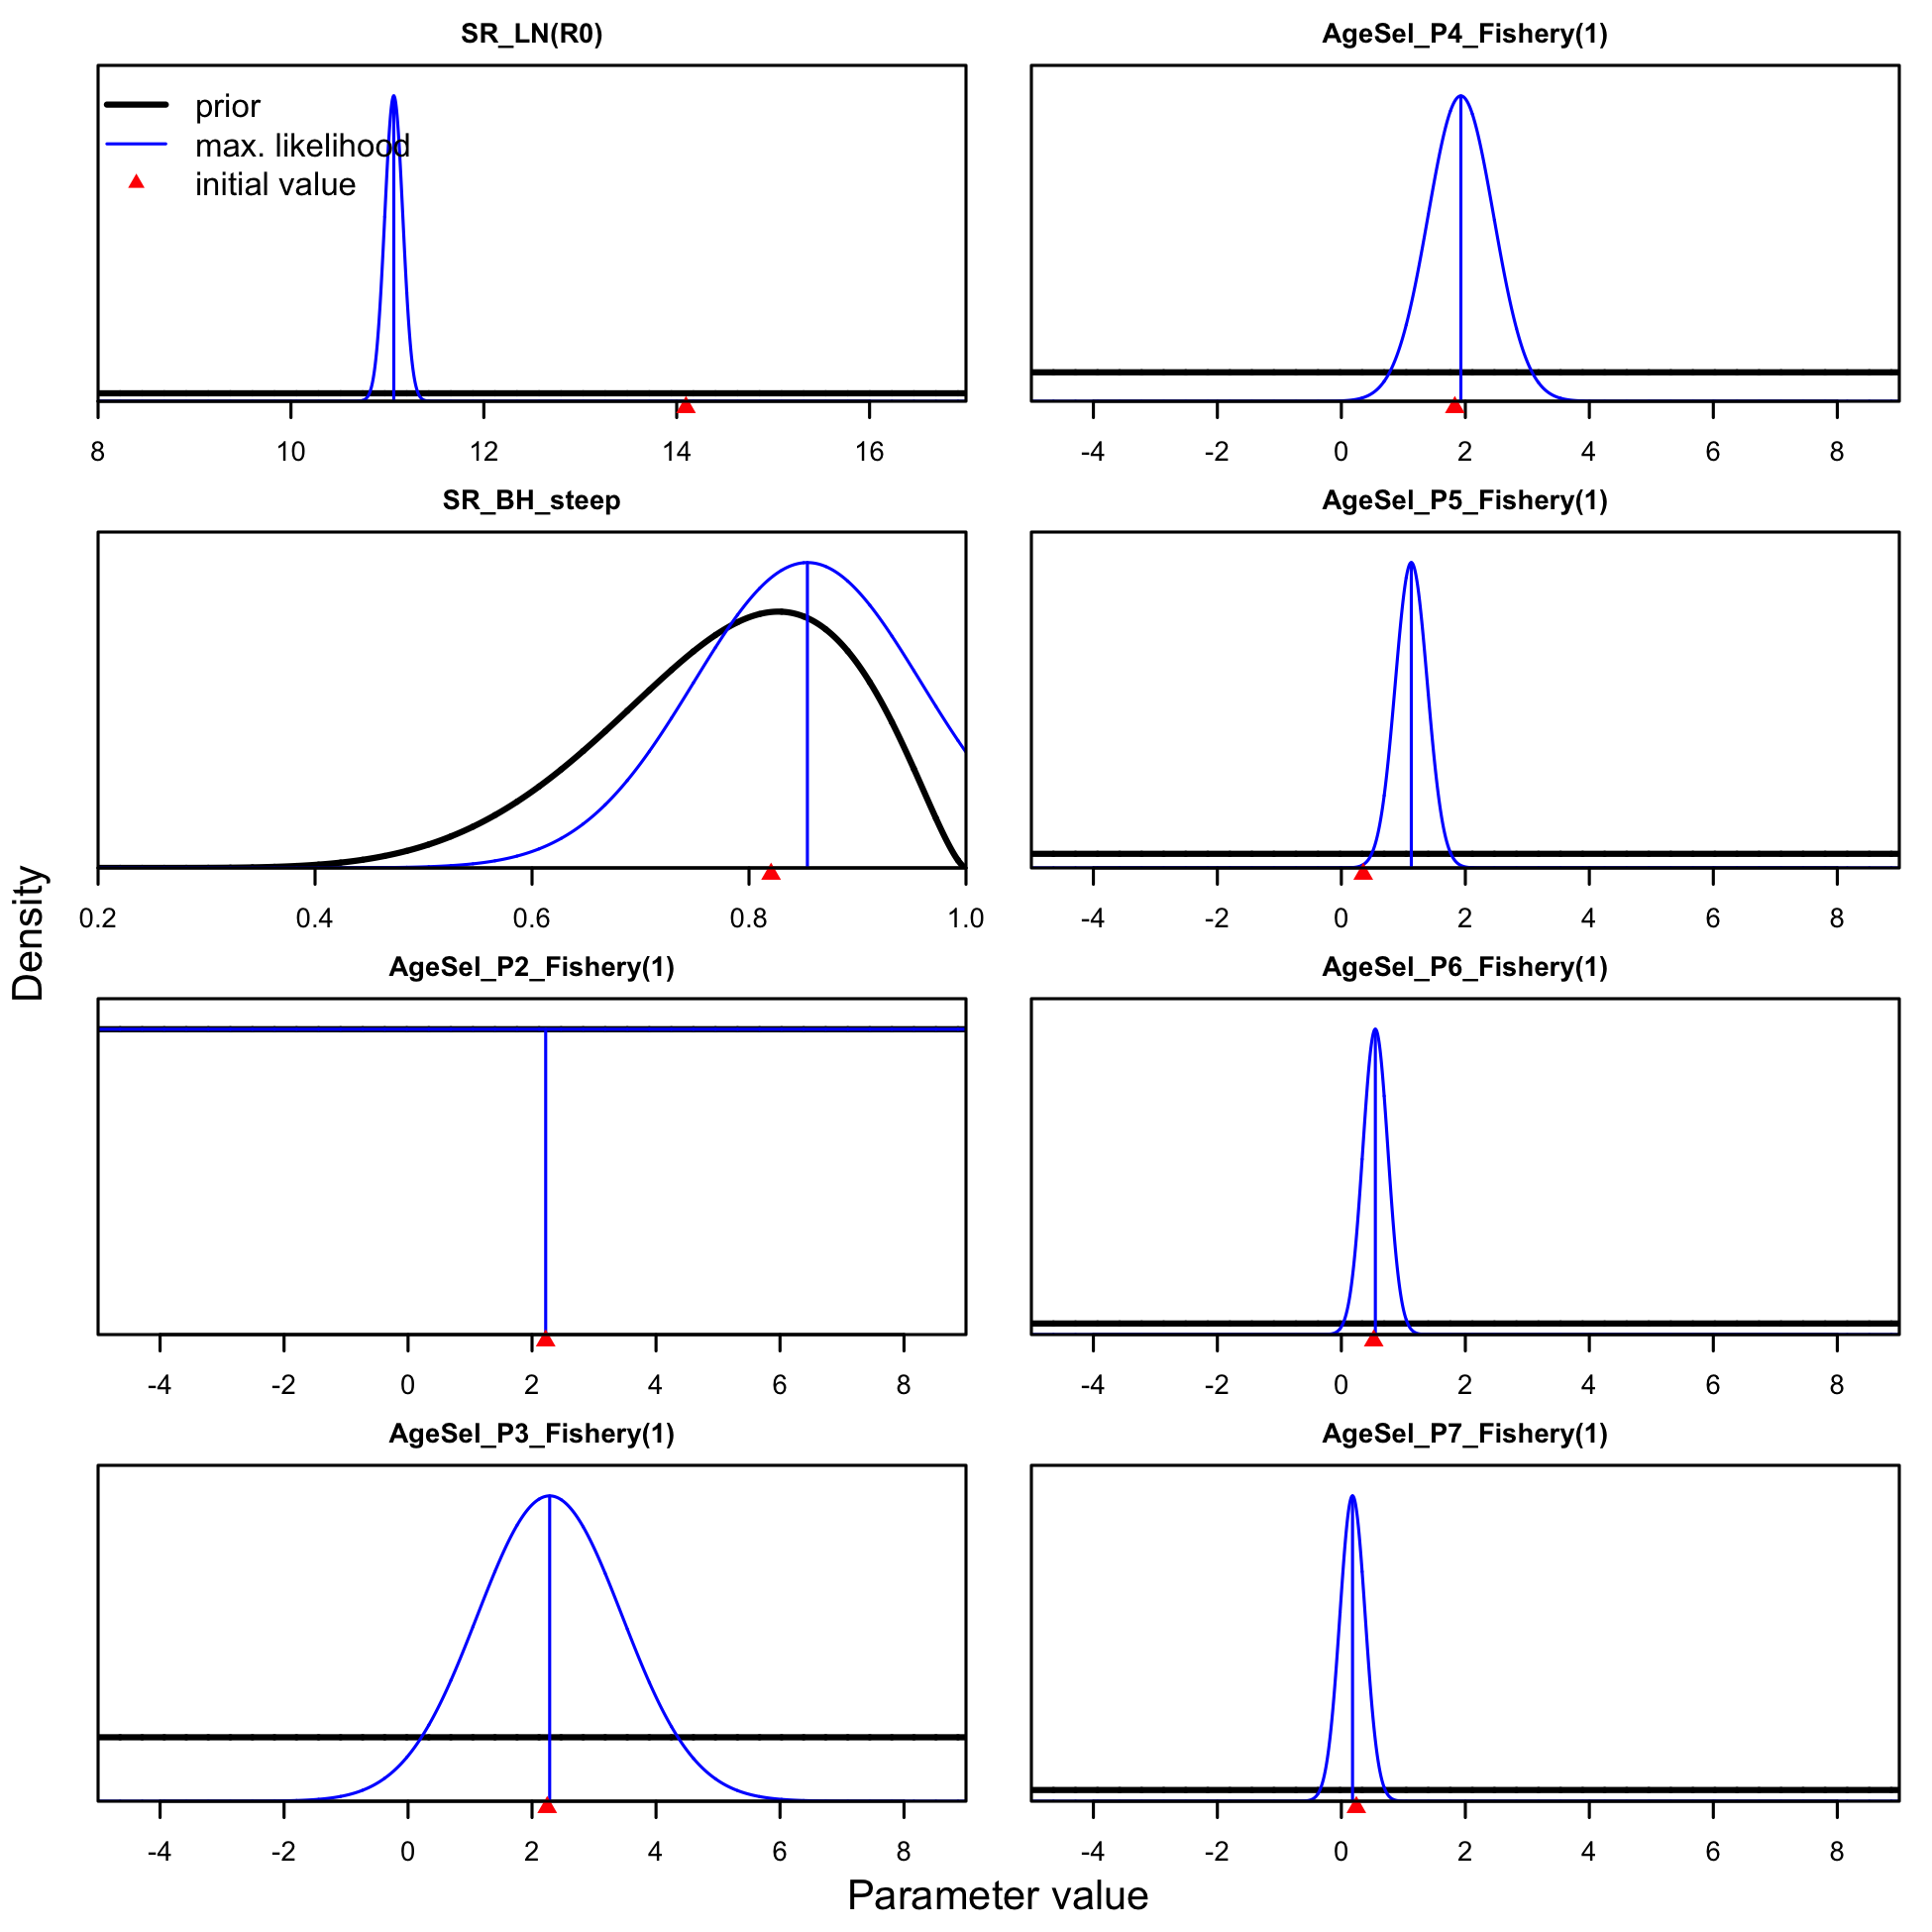 SR_LN(R0)
prior
max. likelihood
initial value
8 10 12 14 16
AgeSel_P4_Fishery(1)
-4 -2 0 2 4 6 8
SR_BH_steep
0.2 0.4 0.6 0.8 1.0
AgeSel_P5_Fishery(1)
-4 -2 0 2 4 6 8
Density
AgeSel_P2_Fishery(1)
-4 -2 0 2 4 6 8
AgeSel_P6_Fishery(1)
-4 -2 0 2 4 6 8
AgeSel_P3_Fishery(1)
-4 -2 0 2 4 6 8
AgeSel_P7_Fishery(1)
-4 -2 0 2 4 6 8
Parameter value